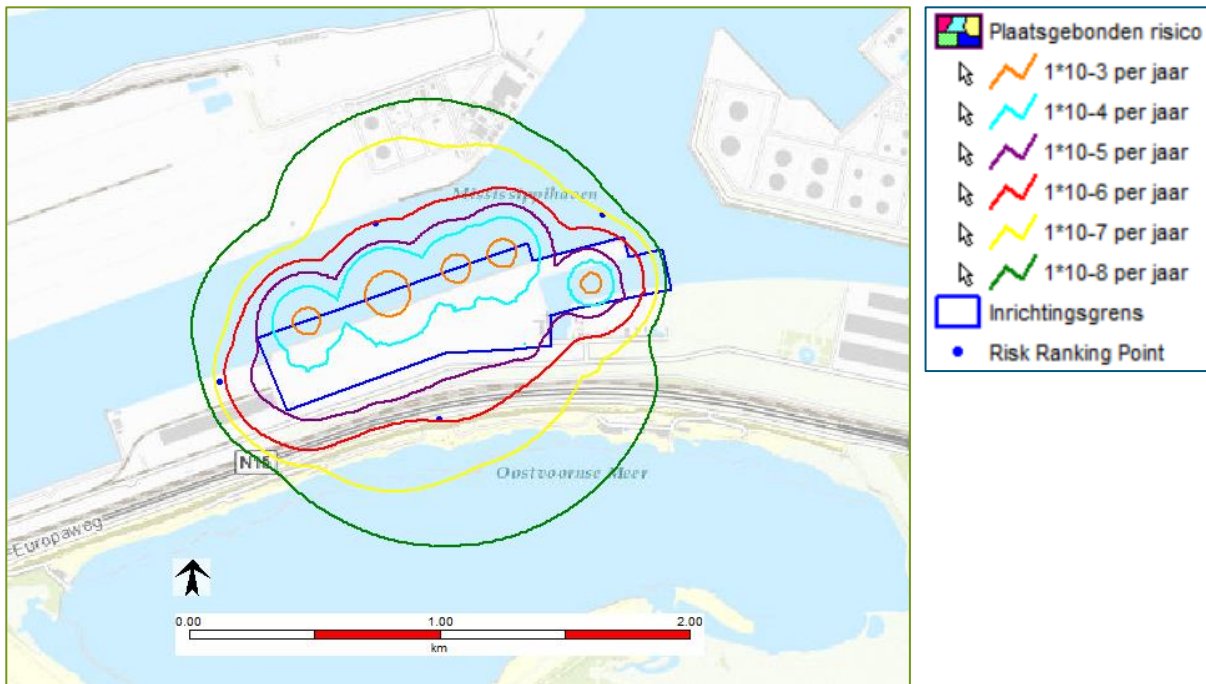 Mississippihaven
N15
Oostvoornse Meer
Europaweg
0.00 1.00 2.00
km
Plaatsgebonden risico
1*10-3 per jaar
1*10-4 per jaar
1*10-5 per jaar
1*10-6 per jaar
1*10-7 per jaar
1*10-8 per jaar
Inrichtingsgrens
Risk Ranking Point